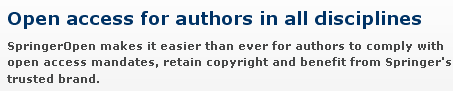 Open access for authors in all disciplines
SpringerOpen makes it easier than ever for authors to comply with
open access mandates, retain copyright and benefit from Springer's
trusted brand.